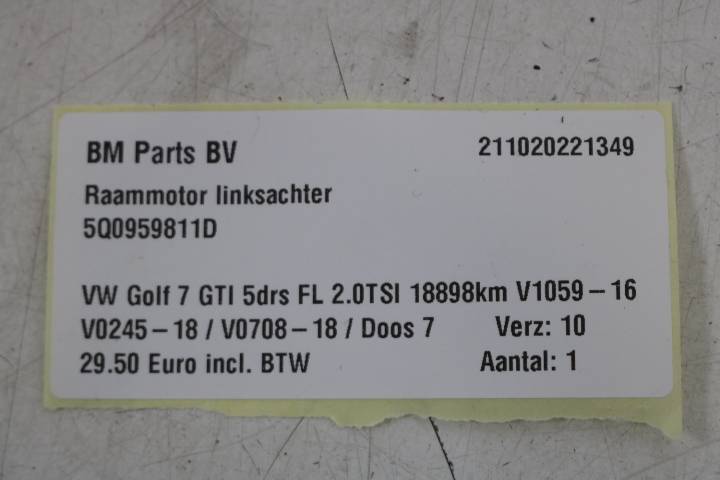 BM Parts BV 211020221349
Raammotor linksachter
5Q0959811D
VW Golf 7 GTI 5drs FL 2.0TSI 18898km V1059-16
V0245-18 / V0708-18 / Doos 7 Verz: 10
29.50 Euro incl. BTW Aantal: 1